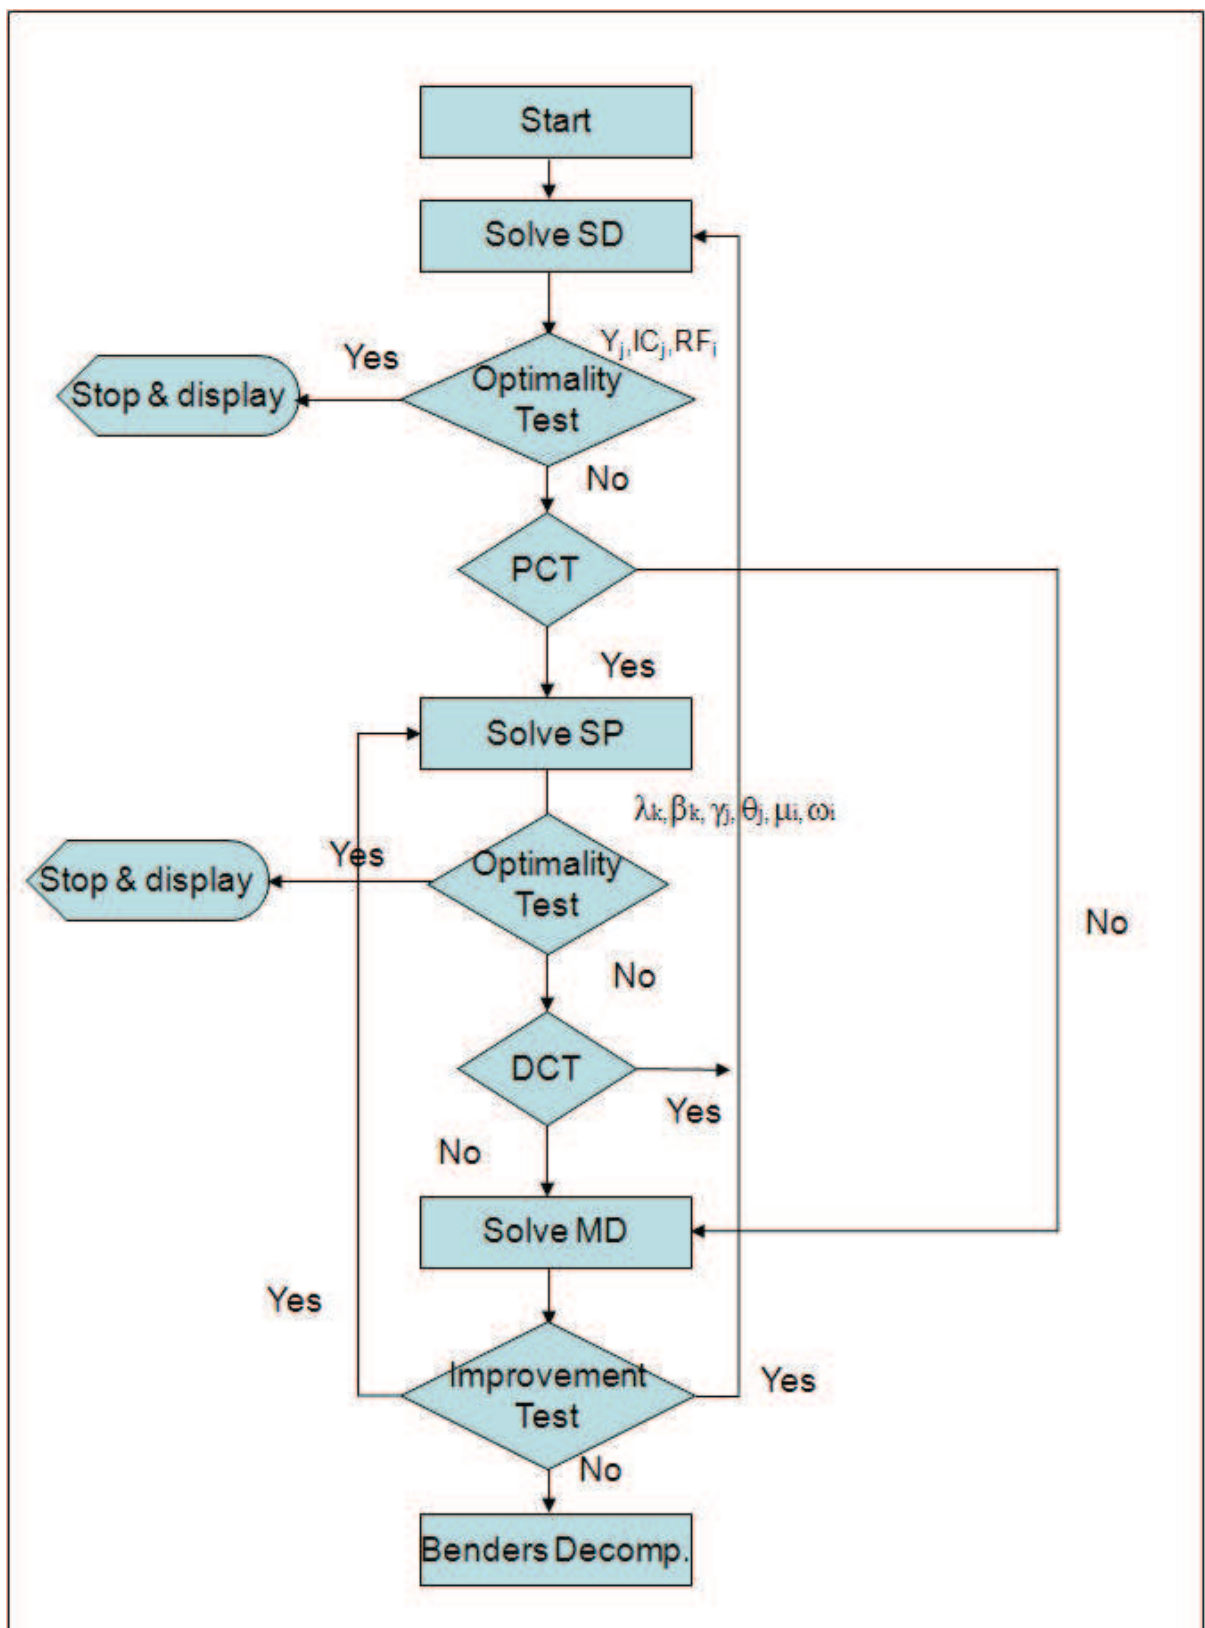 Start
Solve SD
Yⱼ,ICⱼ,RFᵢ
Yes
Stop & display
Optimality
Test
No
PCT
Yes
Solve SP
λk,βk,γj,θj,μi,ωi
Yes
Stop & display
Optimality
Test
No
No
DCT
Yes
No
Solve MD
Yes
Improvement
Test
Yes
No
Benders Decomp.